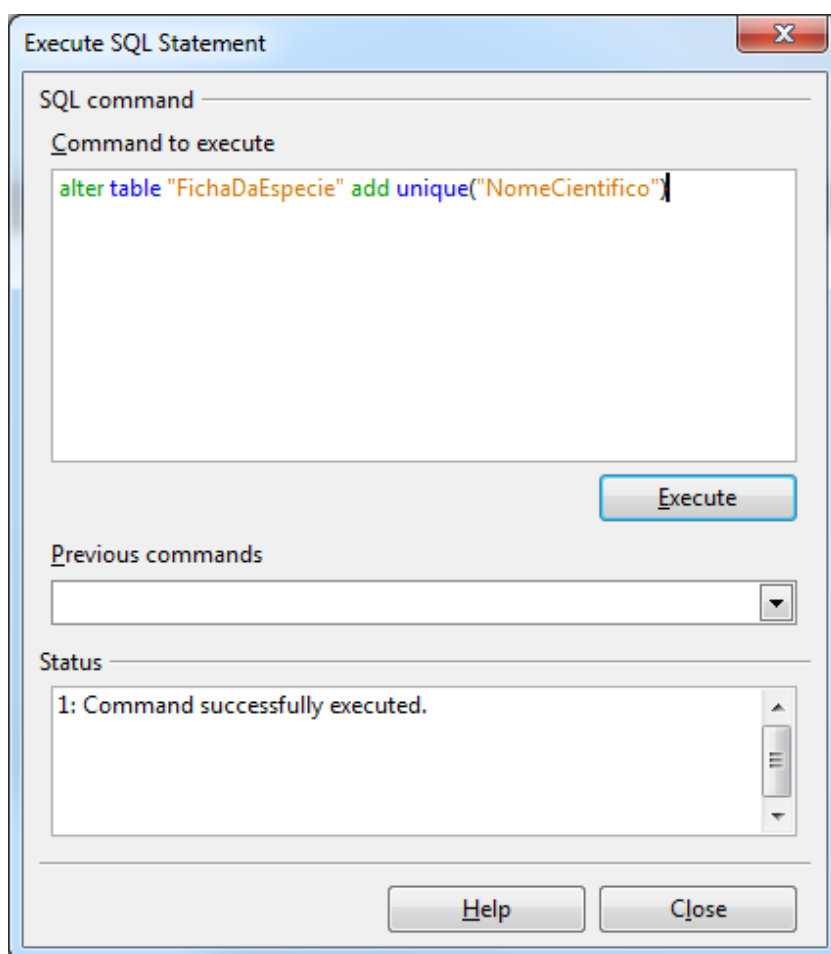 Execute SQL Statement
SQL command
Command to execute
alter table "FichaDaEspecie" add unique("NomeCientifico")
Execute
Previous commands
Status
1: Command successfully executed.
Help
Close